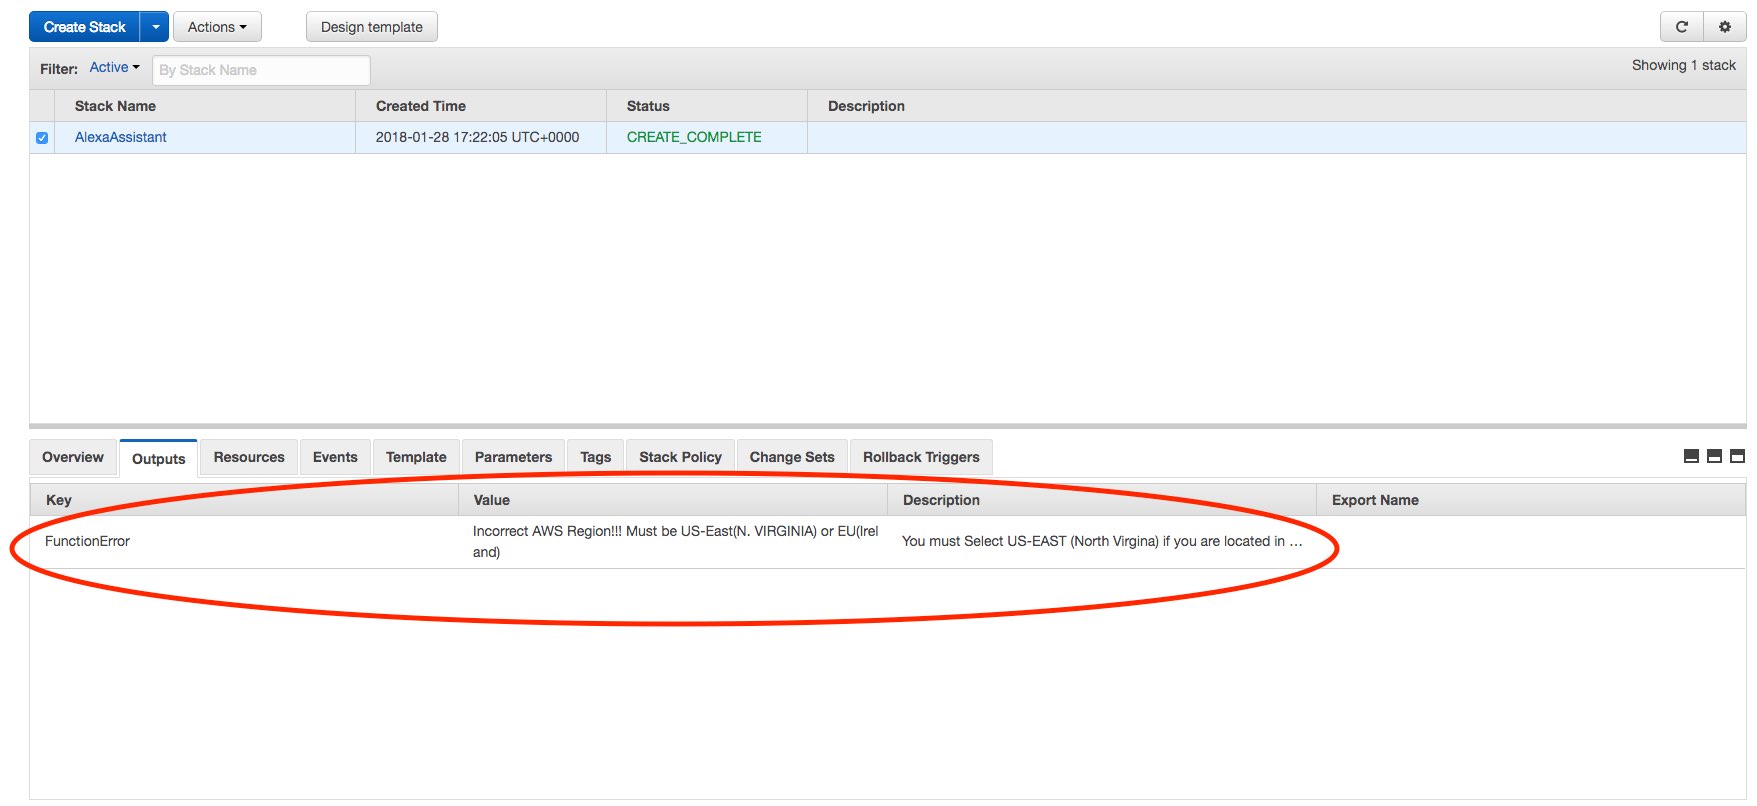 Create Stack Actions Design template
Filter: Active By Stack Name Showing 1 stack
Stack Name Created Time Status Description
AlexaAssistant 2018-01-28 17:22:05 UTC+0000 CREATE_COMPLETE
Overview Outputs Resources Events Template Parameters Tags Stack Policy Change Sets Rollback Triggers
Key Value Description Export Name
FunctionError Incorrect AWS Region!!! Must be US-East(N. VIRGINIA) or EU(Irel
and) You must Select US-EAST (North Virgina) if you are located in ...